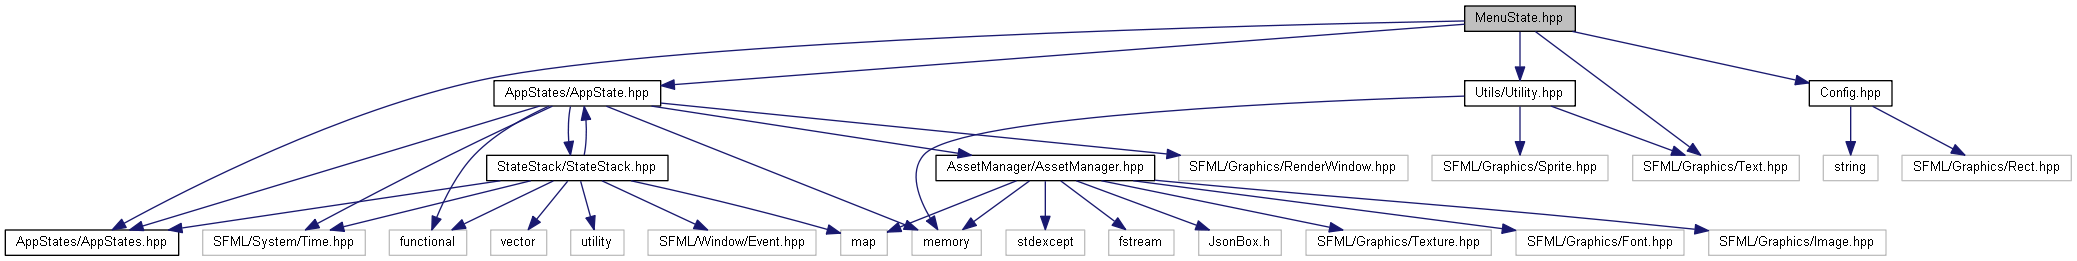 MenuState.hpp
AppStates/AppState.hpp
Utils/Utility.hpp
Config.hpp
StateStack/StateStack.hpp
AssetManager/AssetManager.hpp
SFML/Graphics/RenderWindow.hpp
SFML/Graphics/Sprite.hpp
SFML/Graphics/Text.hpp
string
SFML/Graphics/Rect.hpp
AppStates/AppStates.hpp
SFML/System/Time.hpp
functional
vector
utility
SFML/Window/Event.hpp
map
memory
stdexcept
fstream
JsonBox.h
SFML/Graphics/Texture.hpp
SFML/Graphics/Font.hpp
SFML/Graphics/Image.hpp